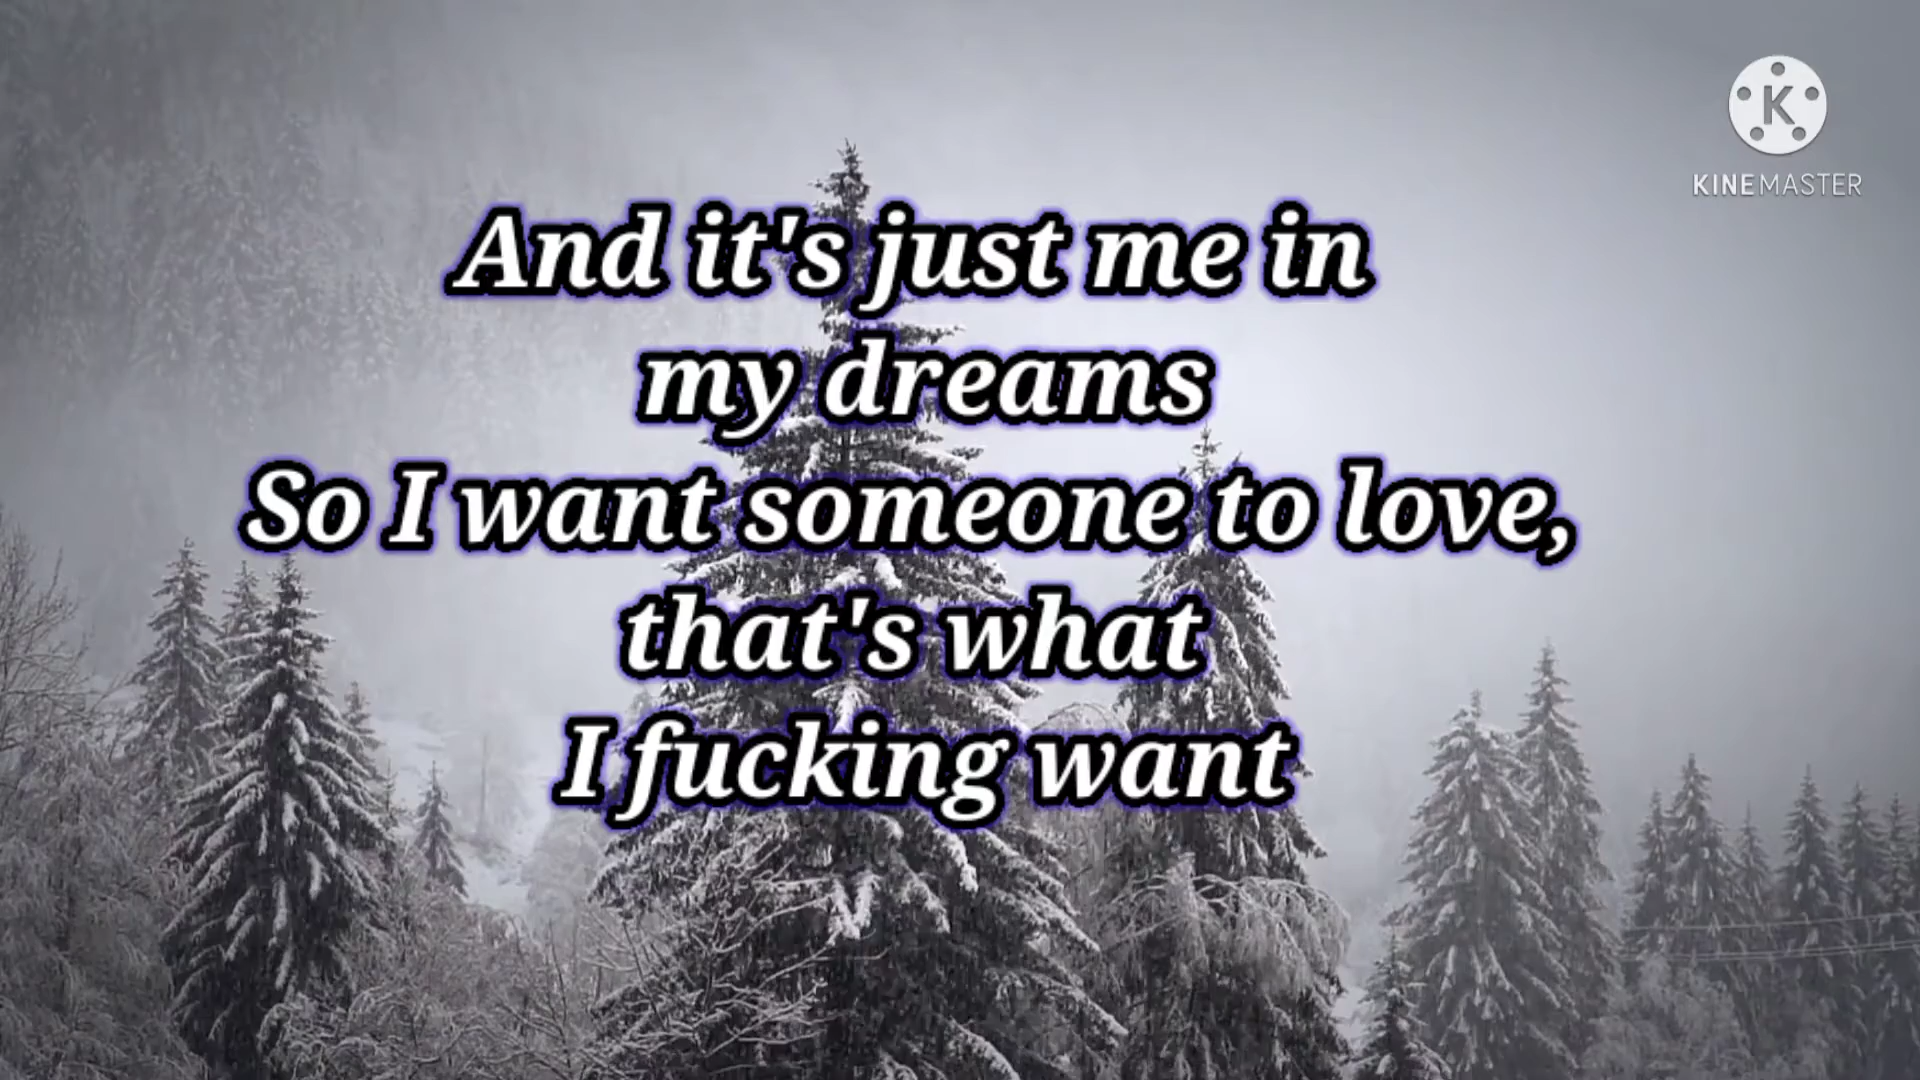 KINEMASTER
And it's just me in
my dreams
So I want someone to love,
that's what
I fucking want